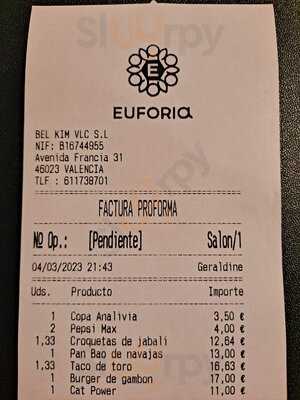 Sluurpy
E
EUFORIA
BEL KIM VLC S.L
NIF: B16744955
Avenida Francia 31
46023 VALENCIA
TLF : 611738701
FACTURA PROFORMA
Nº Op.: [Pendiente] Salon/1
04/03/2023 21:43 Geraldine
Uds. Producto Importe
1 Copa Analivia 3,50 €
2 Pepsi Max 4,00 €
1,33 Croquetas de jabalí 12,64 €
1 Pan Bao de navajas 13,00 €
1,33 Taco de toro 16,63 €
1 Burger de gambon 17,00 €
1 Cat Power 11,00 €